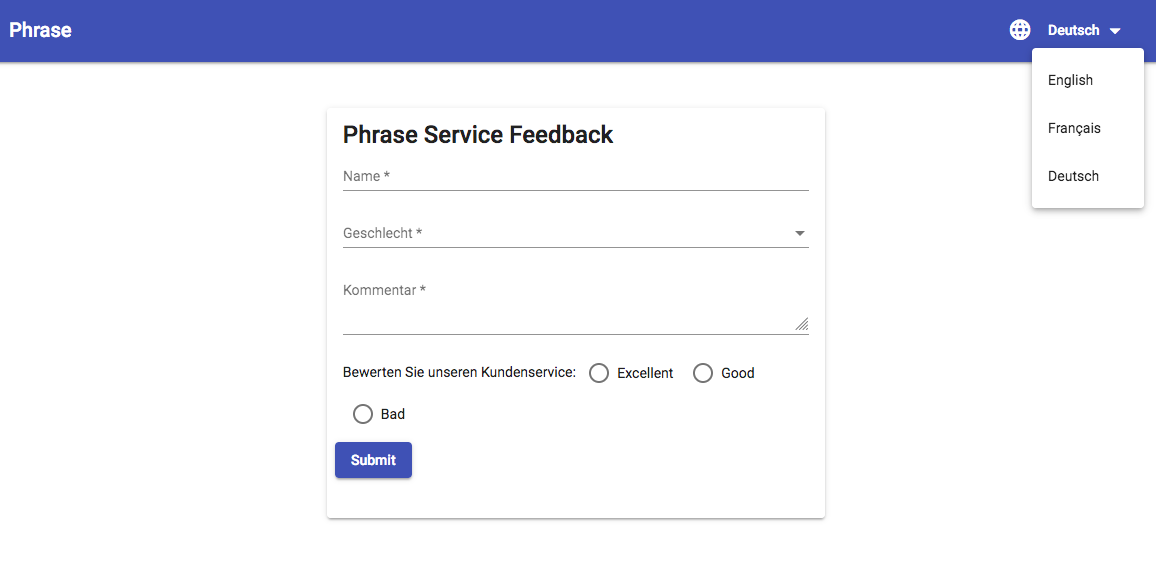 Phrase
Deutsch
English
Français
Deutsch
Phrase Service Feedback
Name *
Geschlecht *
Kommentar *
Bewerten Sie unseren Kundenservice: Excellent Good
Bad
Submit